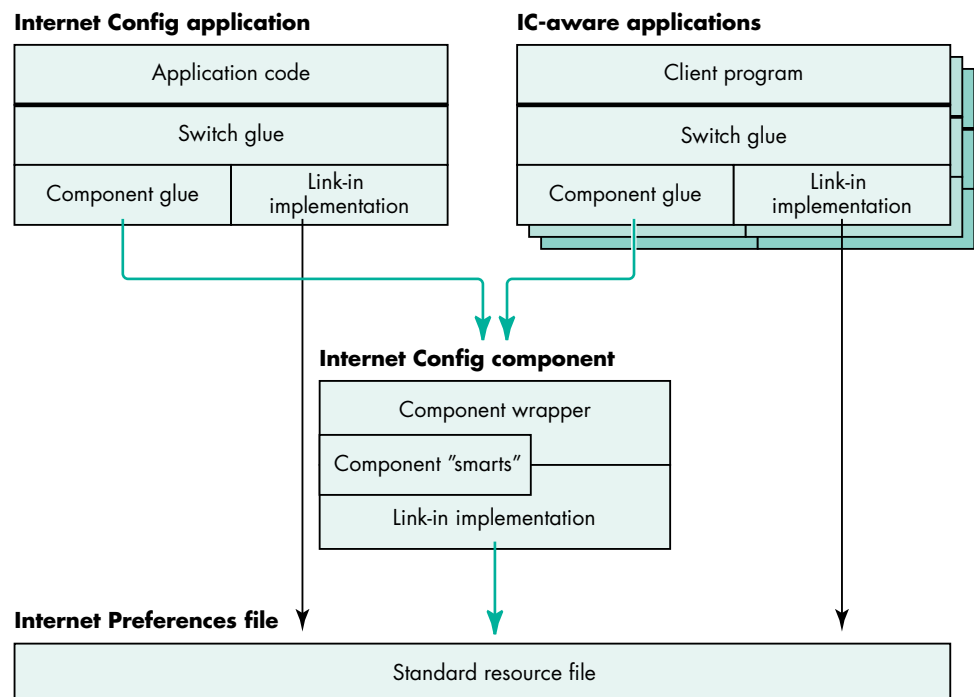 Internet Config application
Application code
Switch glue
Component glue
Link-in
implementation
IC-aware applications
Client program
Switch glue
Component glue
Link-in
implementation
Internet Config component
Component wrapper
Component ”smarts”
Link-in implementation
Internet Preferences file
Standard resource file